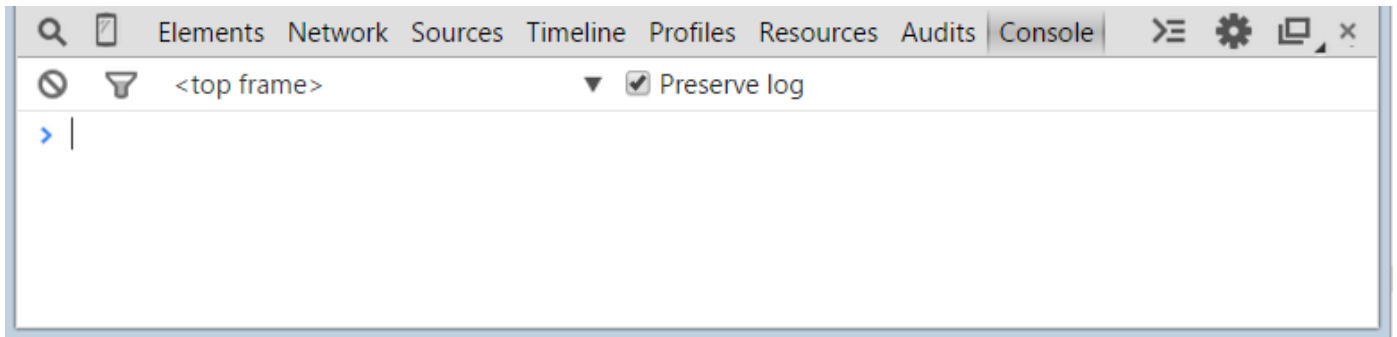 Elements Network Sources Timeline Profiles Resources Audits Console
<top frame> Preserve log